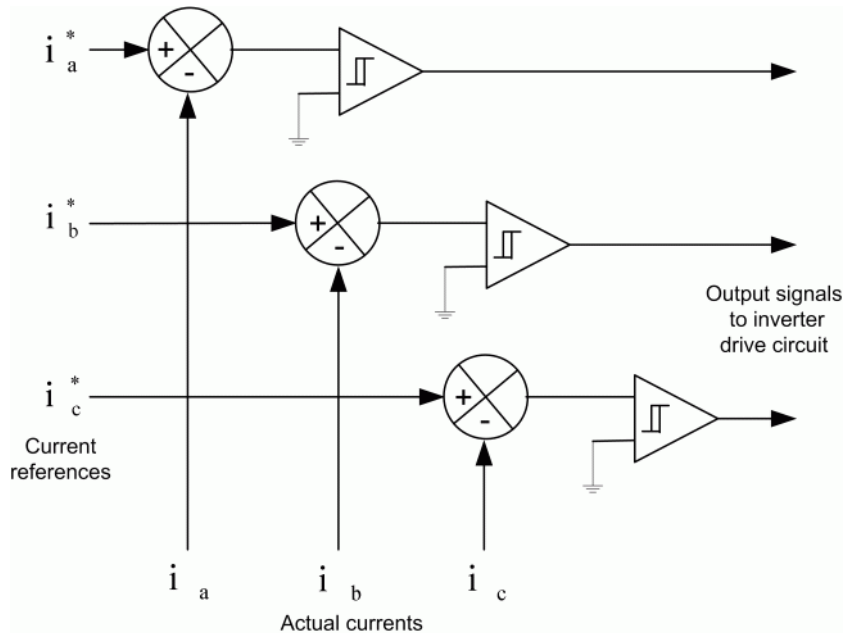 i*a
+
-
i*b
+
-
Output signals
to inverter
drive circuit
i*c
+
-
Current
references
i a
i b
i c
Actual currents